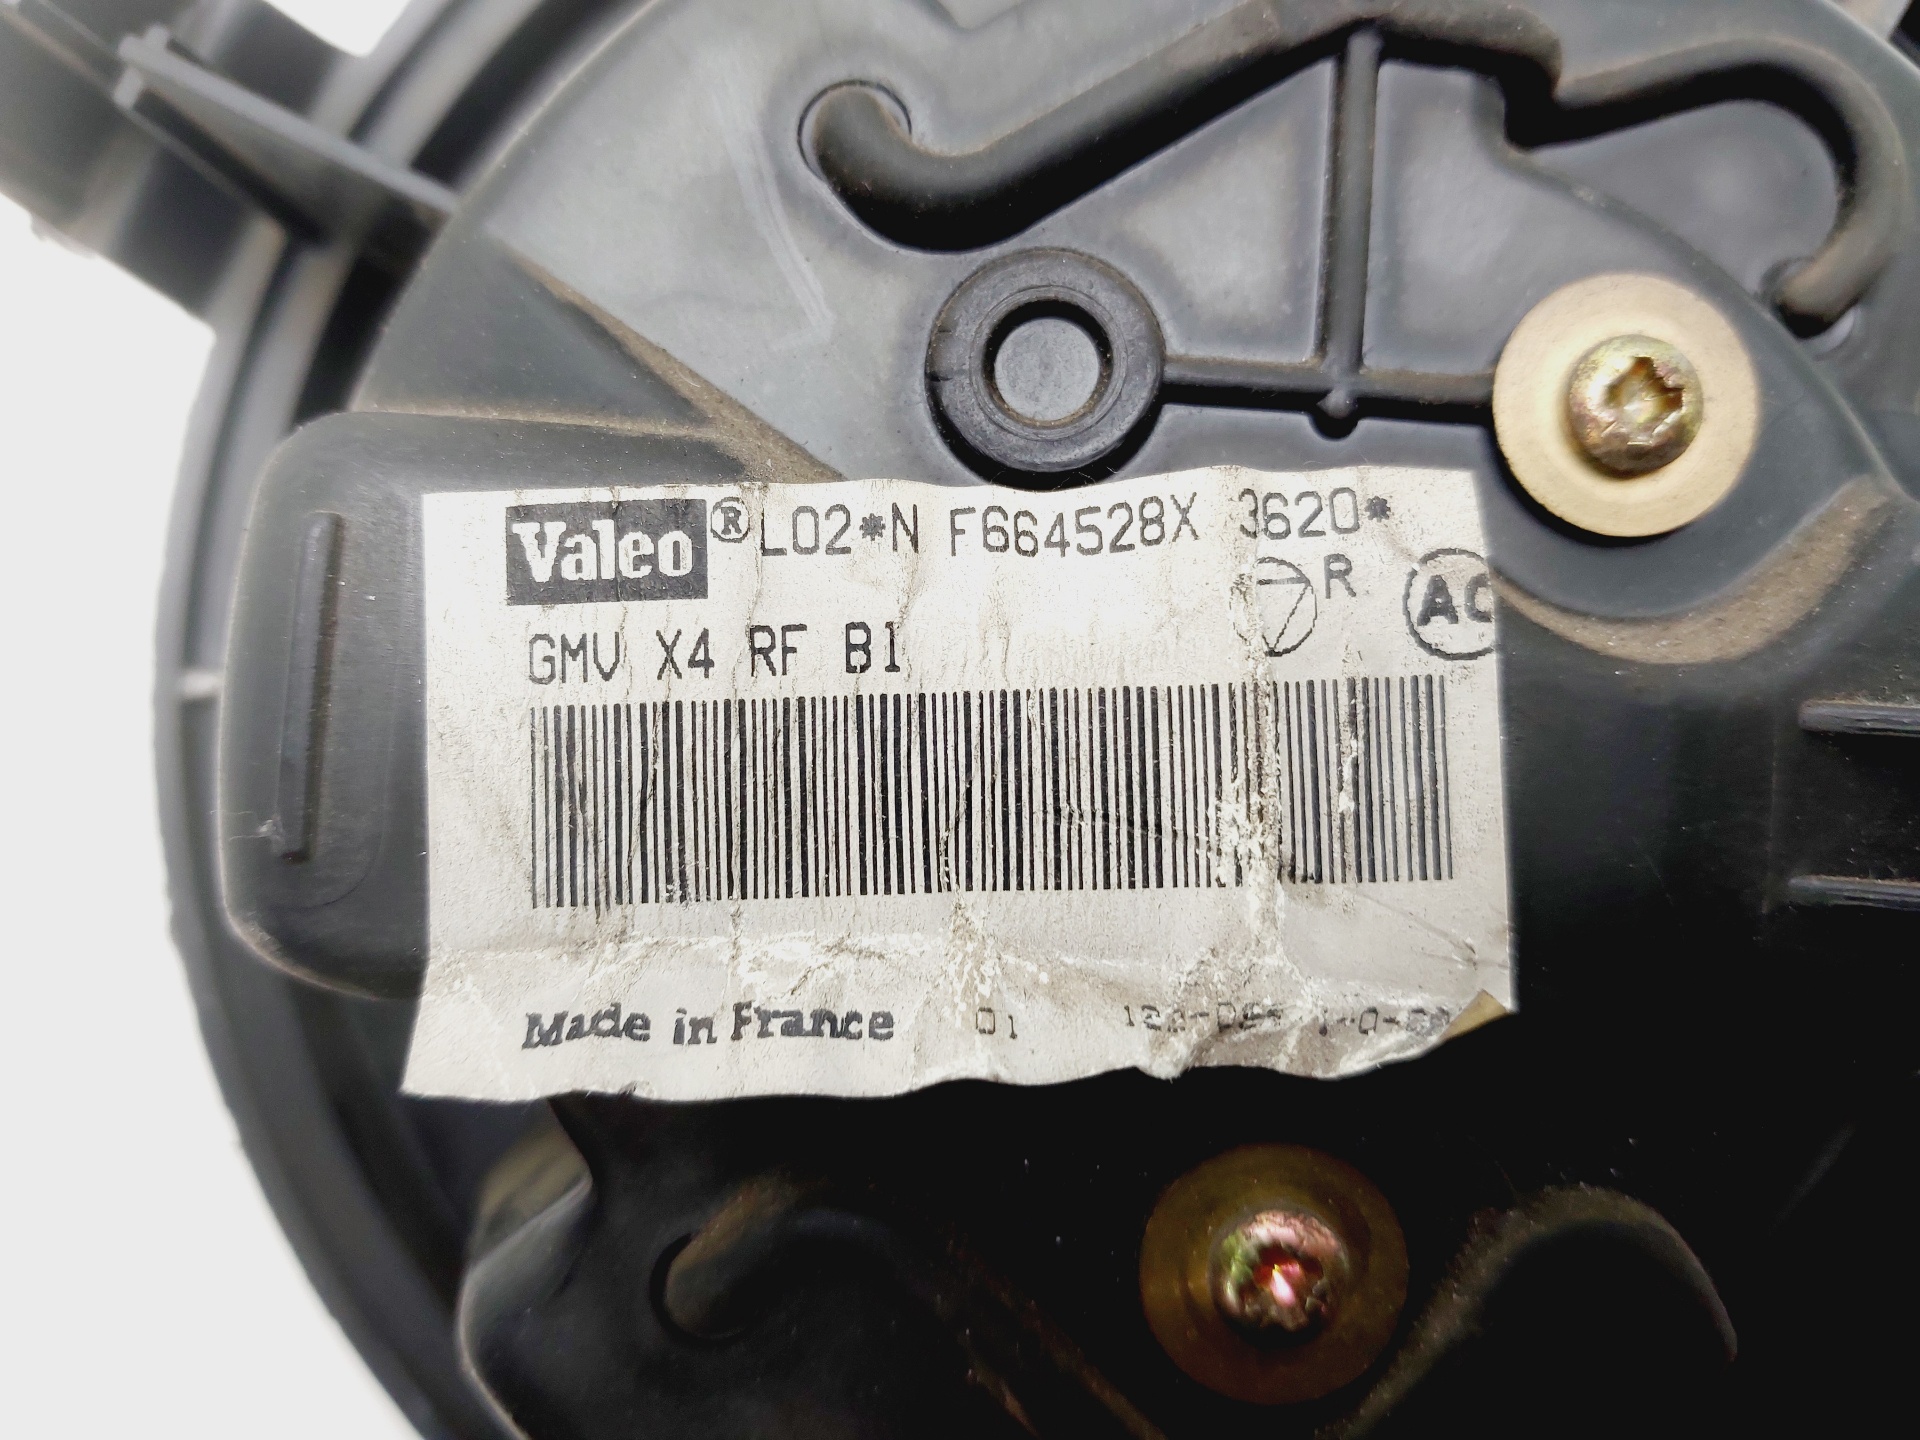 Valeo® L02*N F664528X 3620*
R AC
GMV X4 RF B1
Made in France 01